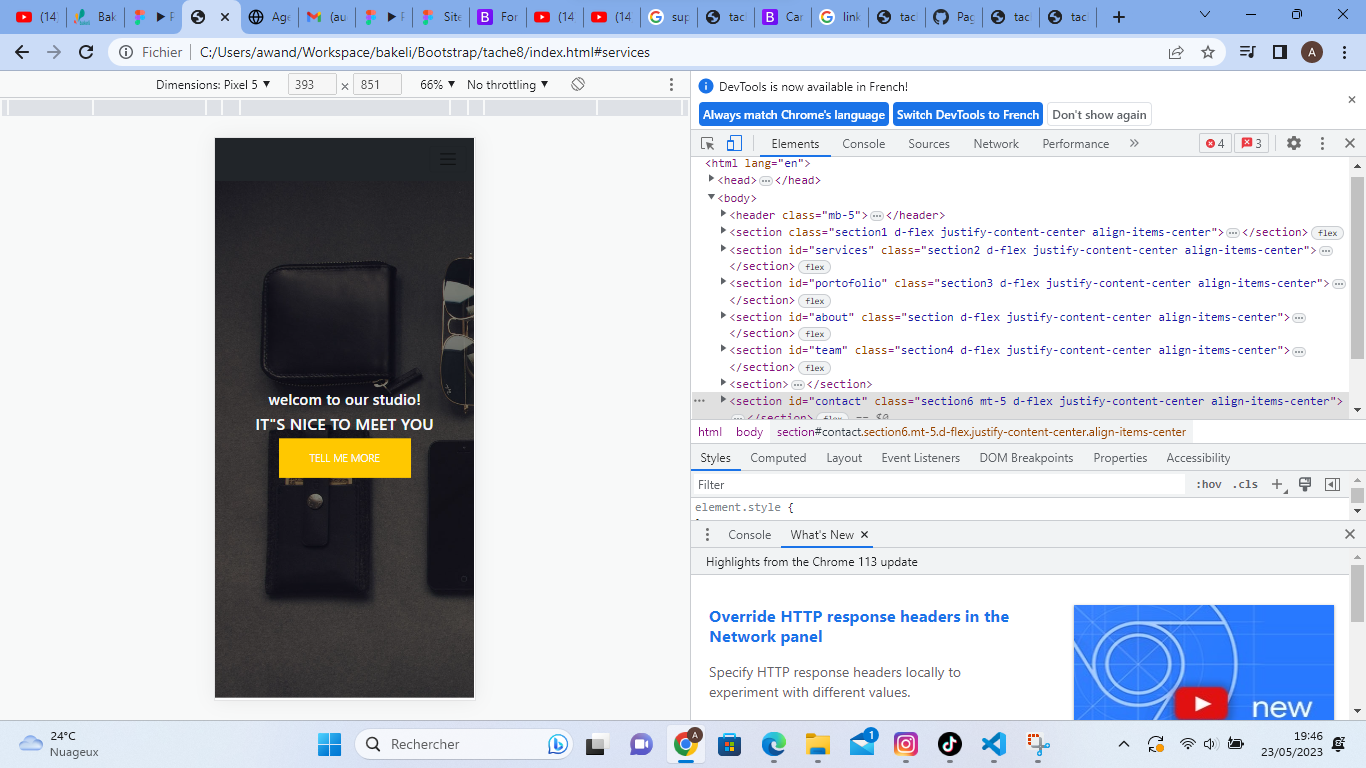 (14) Bak ▶ F Age M (au ▶ F Site For (14 (14 sup tacl Car link tacl Pag tacl tacl
Fichier C:/Users/awand/Workspace/bakeli/Bootstrap/tache8/index.html#services A
Dimensions: Pixel 5 ▼ 393 × 851 66% ▼ No throttling ▼
DevTools is now available in French!
Always match Chrome's language Switch DevTools to French Don't show again
Elements Console Sources Network Performance » 4 3
<html lang="en">
<head>…</head>
<body>
<header class="mb-5">…</header>
<section class="section1 d-flex justify-content-center align-items-center">…</section> flex
<section id="services" class="section2 d-flex justify-content-center align-items-center">…
</section> flex
<section id="portofolio" class="section3 d-flex justify-content-center align-items-center">…
</section> flex
<section id="about" class="section d-flex justify-content-center align-items-center">…
</section> flex
<section id="team" class="section4 d-flex justify-content-center align-items-center">…
</section> flex
<section>…</section>
<section id="contact" class="section6 mt-5 d-flex justify-content-center align-items-center">
…</section> flex == $0
html body section#contact.section6.mt-5.d-flex.justify-content-center.align-items-center
Styles Computed Layout Event Listeners DOM Breakpoints Properties Accessibility
Filter :hov .cls
element.style {
Console What's New
Highlights from the Chrome 113 update
Override HTTP response headers in the
Network panel
Specify HTTP response headers locally to
experiment with different values.
new
welcom to our studio!
IT"S NICE TO MEET YOU
TELL ME MORE
24°C
Nuageux
Rechercher
A
1
19:46
23/05/2023